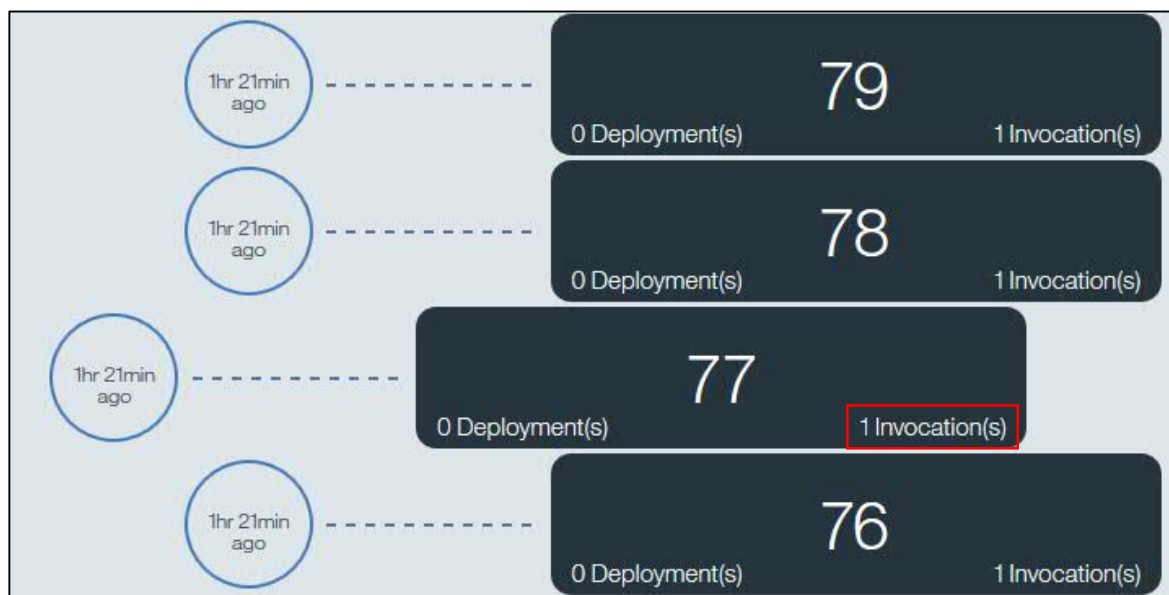 1hr 21min
ago
79
0 Deployment(s) 1 Invocation(s)
1hr 21min
ago
78
0 Deployment(s) 1 Invocation(s)
1hr 21min
ago
77
0 Deployment(s) 1 Invocation(s)
1hr 21min
ago
76
0 Deployment(s) 1 Invocation(s)